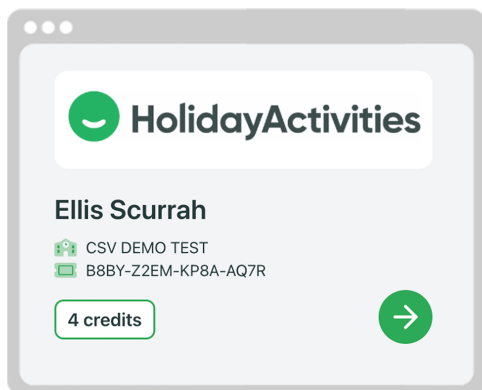 HolidayActivities
Ellis Scurrah
CSV DEMO TEST
B8BY-Z2EM-KP8A-AQ7R
4 credits